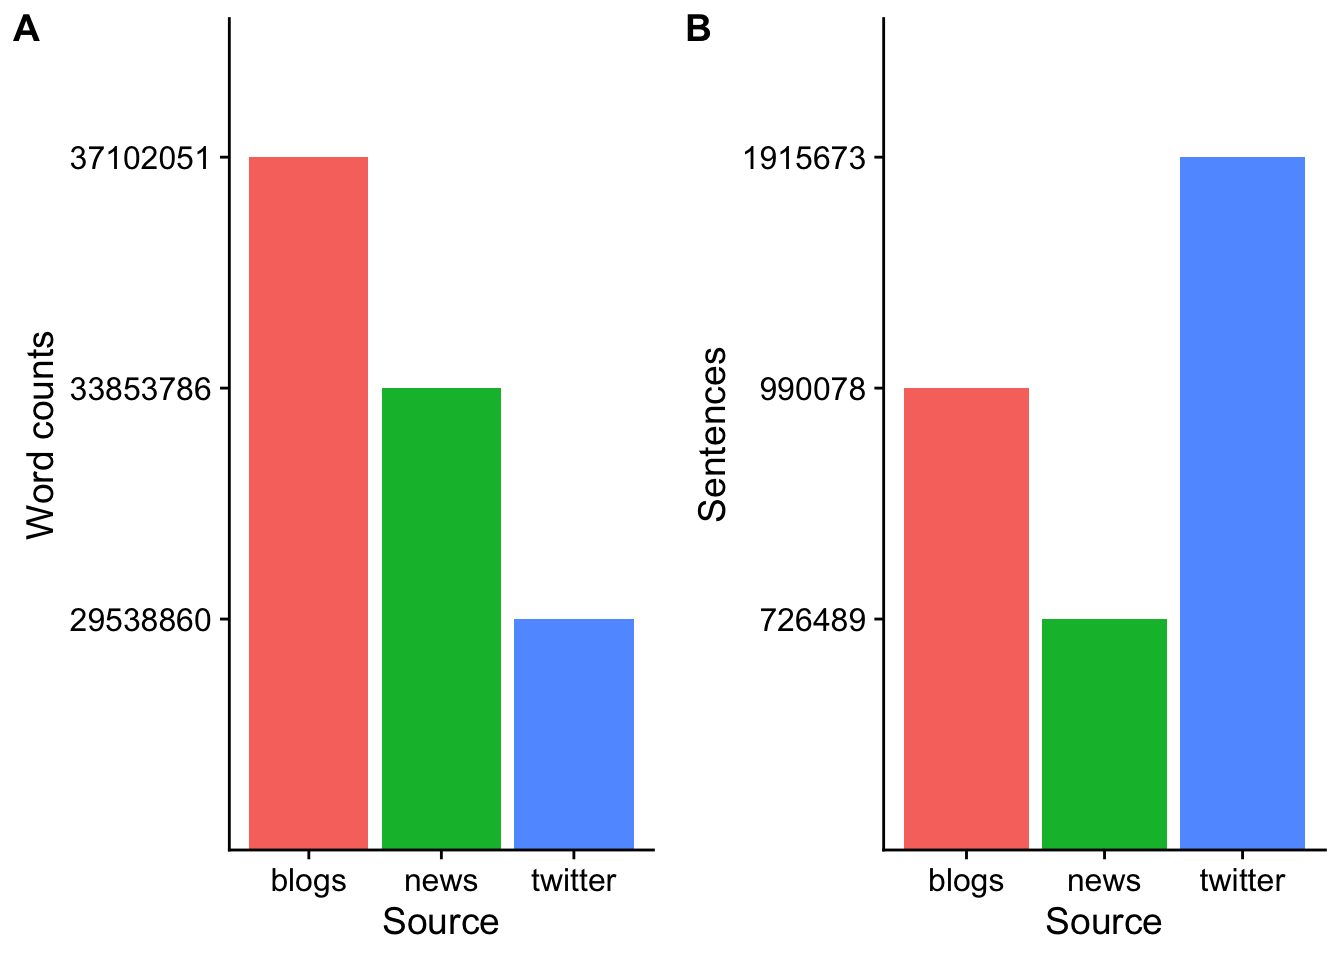 A
Word counts
37102051
33853786
29538860
blogs news twitter
Source
B
Sentences
1915673
990078
726489
blogs news twitter
Source